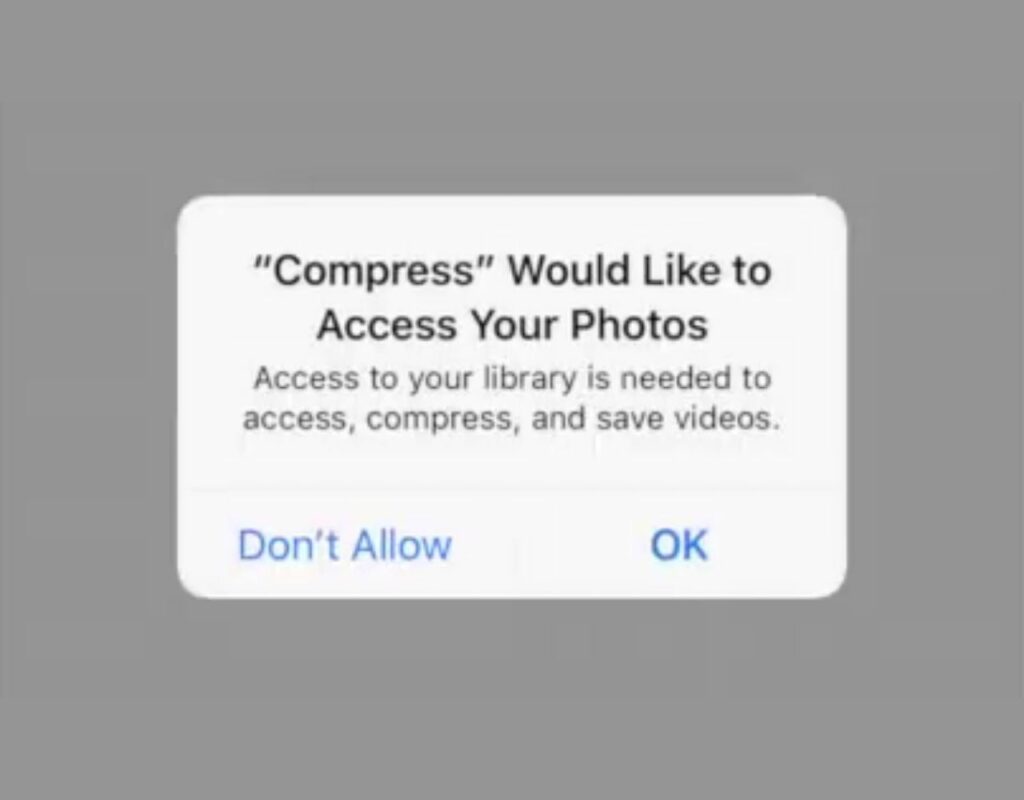 “Compress” Would Like to
Access Your Photos
Access to your library is needed to
access, compress, and save videos.
Don’t Allow
OK